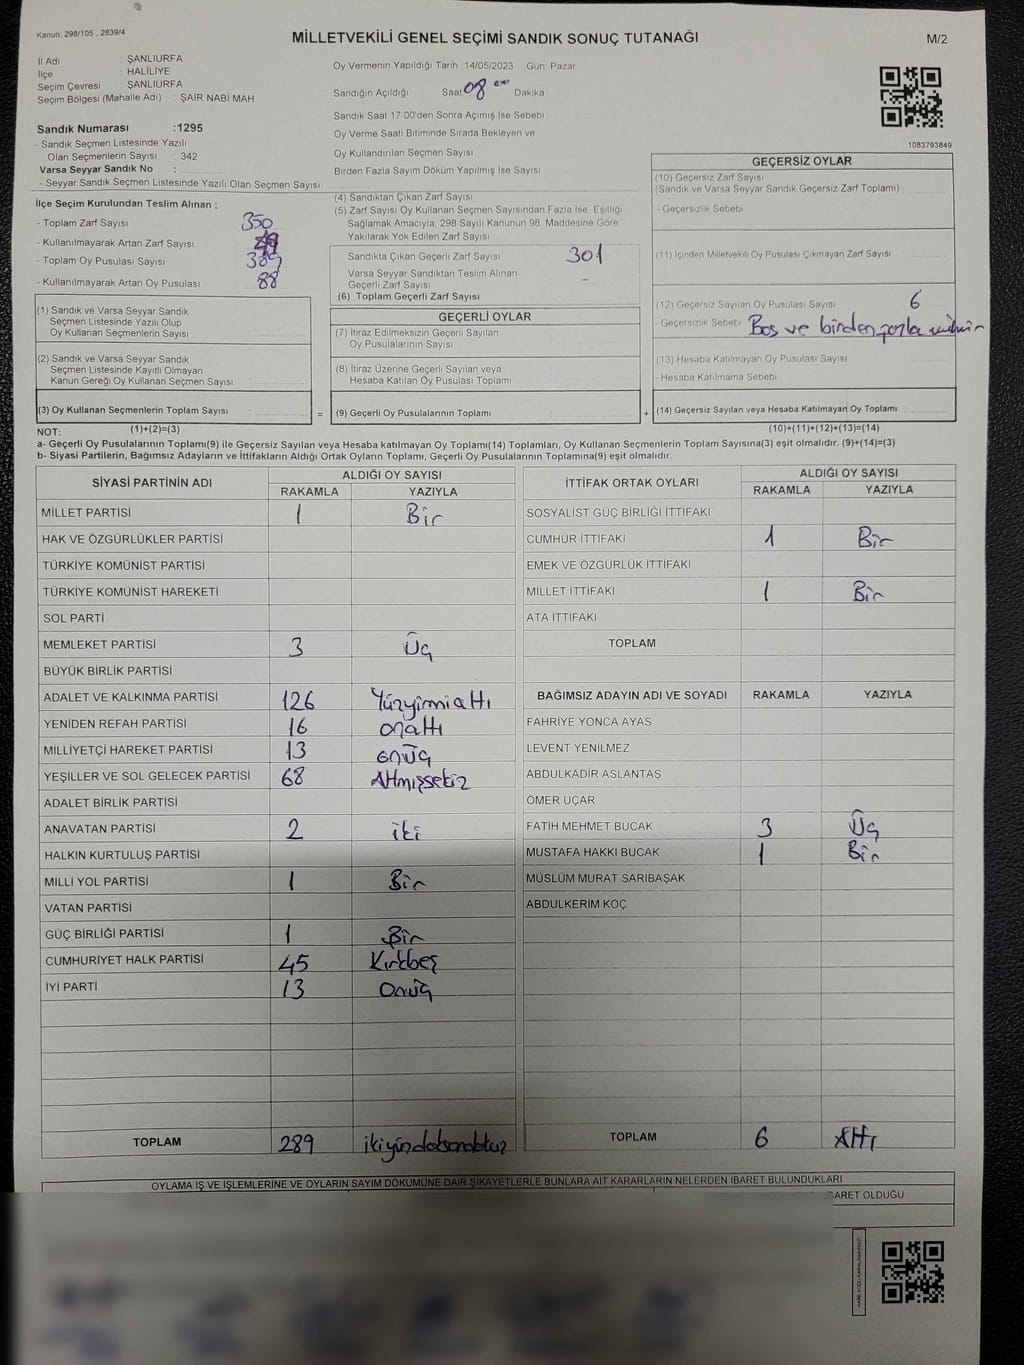 Kanun; 298/105 , 2839/4
MİLLETVEKİLİ GENEL SEÇİMİ SANDIK SONUÇ TUTANAĞI
M/2
İl Adı : ŞANLIURFA
İlçe : HALİLİYE
Seçim Çevresi : ŞANLIURFA
Seçim Bölgesi (Mahalle Adı) : ŞAİR NABİ MAH
Oy Vermenin Yapıldığı Tarih :14/05/2023 Gün: Pazar
Sandığın Açıldığı Saat 08 Dakika
Sandık Saat 17:00'den Sonra Açılmış İse Sebebi
Oy Verme Saati Bitiminde Sırada Bekleyen ve
Oy Kullandırılan Seçmen Sayısı
Birden Fazla Sayım Döküm Yapılmış İse Sayısı
1083793849
Sandık Numarası :1295
- Sandık Seçmen Listesinde Yazılı
Olan Seçmenlerin Sayısı : 342
Varsa Seyyar Sandık No :
- Seyyar Sandık Seçmen Listesinde Yazılı Olan Seçmen Sayısı
İlçe Seçim Kurulundan Teslim Alınan ;
- Toplam Zarf Sayısı 350
- Kullanılmayarak Artan Zarf Sayısı
- Toplam Oy Pusulası Sayısı 389
- Kullanılmayarak Artan Oy Pusulası 88
(4) Sandıktan Çıkan Zarf Sayısı
(5) Zarf Sayısı Oy Kullanan Seçmen Sayısından Fazla İse, Eşitliği
Sağlamak Amacıyla, 298 Sayılı Kanunun 98. Maddesine Göre
Yakılarak Yok Edilen Zarf Sayısı
Sandıkta Çıkan Geçerli Zarf Sayısı 301
Varsa Seyyar Sandıktan Teslim Alınan
Geçerli Zarf Sayısı -
(6) Toplam Geçerli Zarf Sayısı
GEÇERSİZ OYLAR
(10) Geçersiz Zarf Sayısı
(Sandık ve Varsa Seyyar Sandık Geçersiz Zarf Toplamı)
- Geçersizlik Sebebi
(11) İçinden Milletvekili Oy Pusulası Çıkmayan Zarf Sayısı
(12) Geçersiz Sayılan Oy Pusulası Sayısı 6
- Geçersizlik Sebebi Boş ve birden fazla mühür
(13) Hesaba Katılmayan Oy Pusulası Sayısı
- Hesaba Katılmama Sebebi
(14) Geçersiz Sayılan veya Hesaba Katılmayan Oy Toplamı
(10)+(11)+(12)+(13)=(14)
(1) Sandık ve Varsa Seyyar Sandık
Seçmen Listesinde Yazılı Olup
Oy Kullanan Seçmenlerin Sayısı
(2) Sandık ve Varsa Seyyar Sandık
Seçmen Listesinde Kayıtlı Olmayan
Kanun Gereği Oy Kullanan Seçmen Sayısı
(3) Oy Kullanan Seçmenlerin Toplam Sayısı =
GEÇERLİ OYLAR
(7) İtiraz Edilmeksizin Geçerli Sayılan
Oy Pusulalarının Sayısı
(8) İtiraz Üzerine Geçerli Sayılan veya
Hesaba Katılan Oy Pusulası Toplamı
(9) Geçerli Oy Pusulalarının Toplamı +
NOT: (1)+(2)=(3)
a- Geçerli Oy Pusulalarının Toplamı(9) ile Geçersiz Sayılan veya Hesaba katılmayan Oy Toplamı(14) Toplamları, Oy Kullanan Seçmenlerin Toplam Sayısına(3) eşit olmalıdır. (9)+(14)=(3)
b- Siyasi Partilerin, Bağımsız Adayların ve İttifakların Aldığı Ortak Oyların Toplamı, Geçerli Oy Pusulalarının Toplamına(9) eşit olmalıdır.
SİYASİ PARTİNİN ADI ALDIĞI OY SAYISI
RAKAMLA YAZIYLA
MİLLET PARTİSİ 1 Bir
HAK VE ÖZGÜRLÜKLER PARTİSİ
TÜRKİYE KOMÜNİST PARTİSİ
TÜRKİYE KOMÜNİST HAREKETİ
SOL PARTİ
MEMLEKET PARTİSİ 3 Üç
BÜYÜK BİRLİK PARTİSİ
ADALET VE KALKINMA PARTİSİ 126 Yüzyirmialtı
YENİDEN REFAH PARTİSİ 16 onaltı
MİLLİYETÇİ HAREKET PARTİSİ 13 onüç
YEŞİLLER VE SOL GELECEK PARTİSİ 68 Altmışsekiz
ADALET BİRLİK PARTİSİ
ANAVATAN PARTİSİ 2 iki
HALKIN KURTULUŞ PARTİSİ
MİLLİ YOL PARTİSİ 1 Bir
VATAN PARTİSİ
GÜÇ BİRLİĞİ PARTİSİ 1 Bir
CUMHURİYET HALK PARTİSİ 45 Kırkbeş
İYİ PARTİ 13 Onüç
TOPLAM 289
İTTİFAK ORTAK OYLARI ALDIĞI OY SAYISI
RAKAMLA YAZIYLA
SOSYALİST GÜÇ BİRLİĞİ İTTİFAKI
CUMHUR İTTİFAKI 1 Bir
EMEK VE ÖZGÜRLÜK İTTİFAKI
MİLLET İTTİFAKI 1 Bir
ATA İTTİFAKI
TOPLAM
BAĞIMSIZ ADAYIN ADI VE SOYADI RAKAMLA YAZIYLA
FAHRİYE YONCA AYAS
LEVENT YENİLMEZ
ABDULKADİR ASLANTAŞ
ÖMER UÇAR
FATİH MEHMET BUCAK 3 Üç
MUSTAFA HAKKI BUCAK 1 Bir
MÜSLÜM MURAT SARIBAŞAK
ABDULKERİM KOÇ
TOPLAM 6 Altı
OYLAMA İŞ VE İŞLEMLERİNE VE OYLARIN SAYIM DÖKÜMÜNE DAİR ŞİKAYETLERLE BUNLARA AİT KARARLARIN NELERDEN İBARET BULUNDUKLARI
BARET OLDUĞU